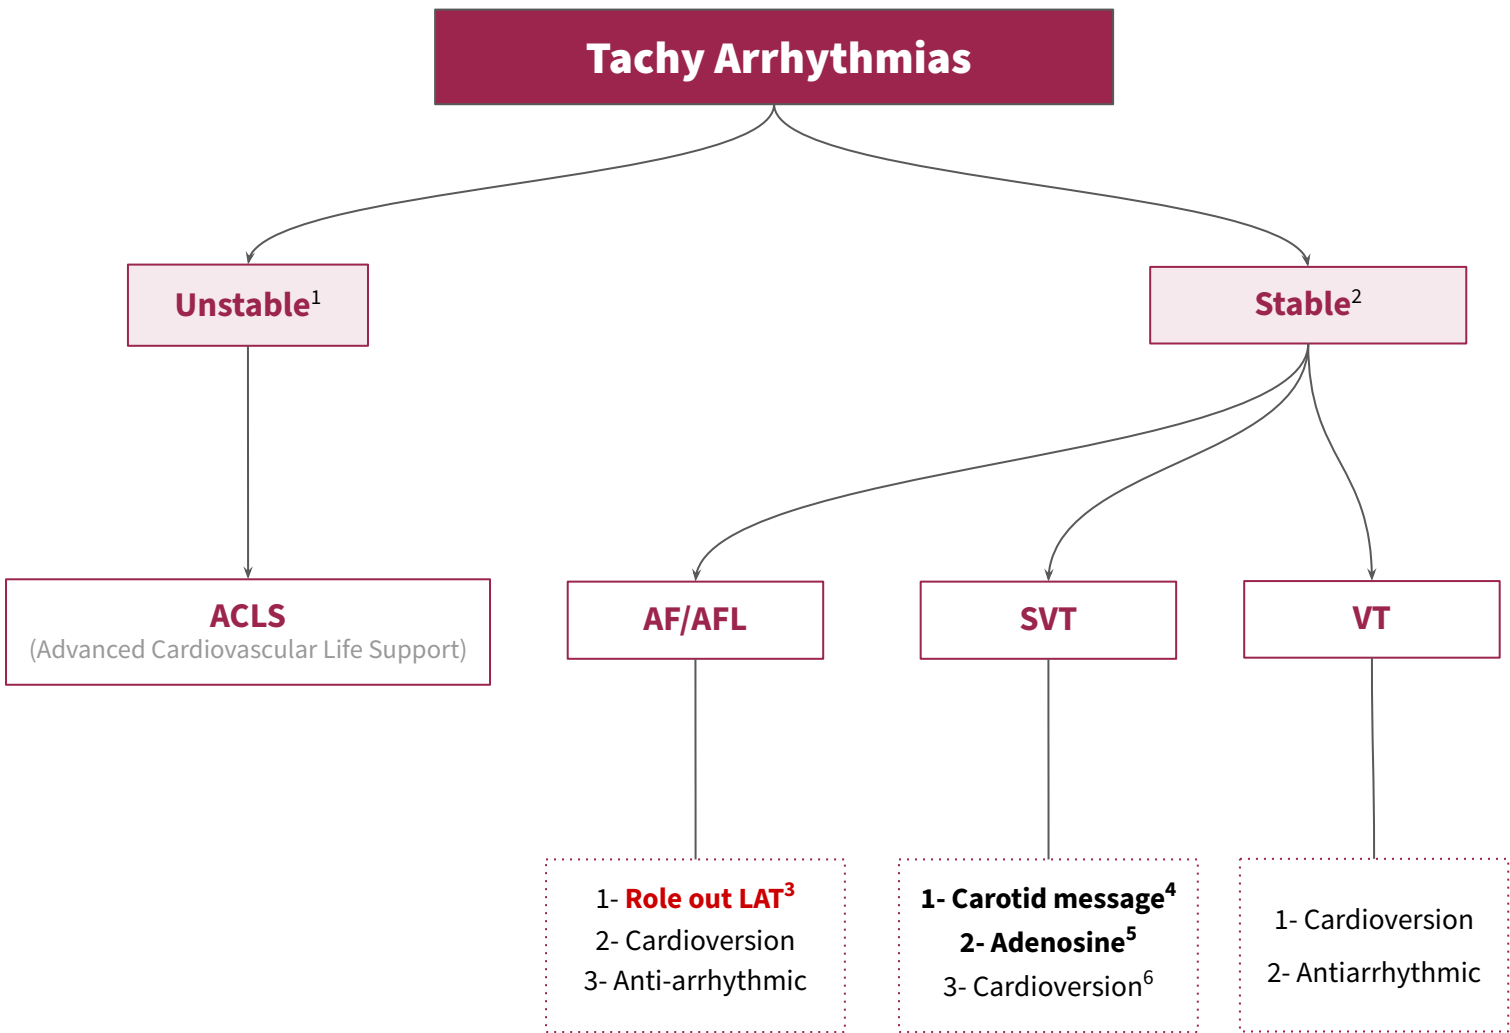 Tachy Arrhythmias
Unstable¹
Stable²
ACLS
(Advanced Cardiovascular Life Support)
AF/AFL
SVT
VT
1- Role out LAT³
2- Cardioversion
3- Anti-arrhythmic
1- Carotid message⁴
2- Adenosine⁵
3- Cardioversion⁶
1- Cardioversion
2- Antiarrhythmic